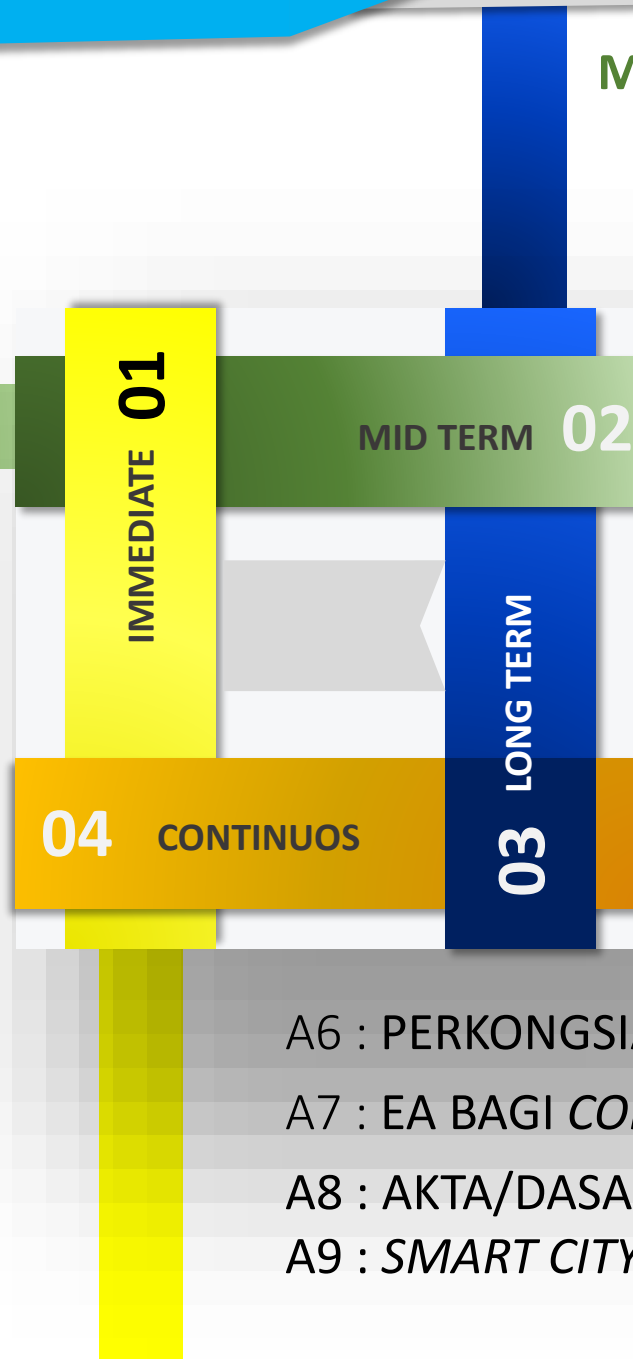 M
IMMEDIATE 01
MID TERM 02
03 LONG TERM
04 CONTINUOS
A6 : PERKONGSI
A7 : EA BAGI CO
A8 : AKTA/DASA
A9 : SMART CITY